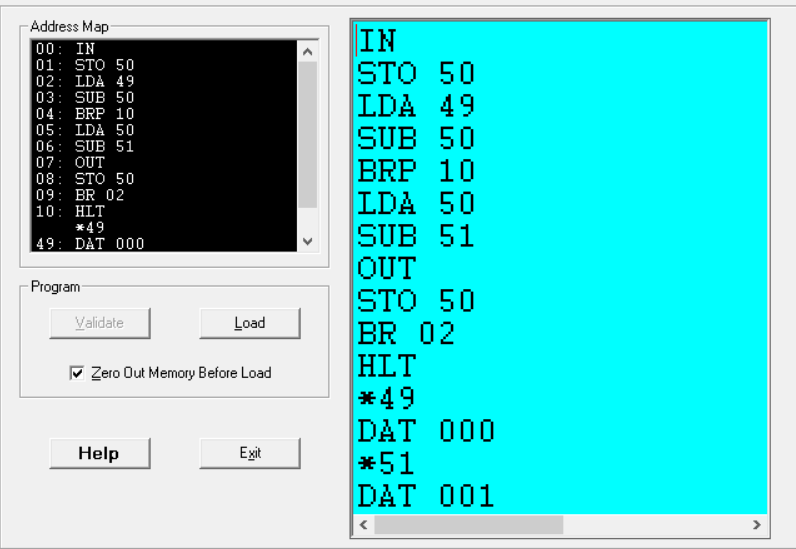 Address Map
00: IN
01: STO 50
02: LDA 49
03: SUB 50
04: BRP 10
05: LDA 50
06: SUB 51
07: OUT
08: STO 50
09: BR 02
10: HLT
*49
49: DAT 000
Program
Validate
Load
Zero Out Memory Before Load
Help
Exit
IN
STO 50
LDA 49
SUB 50
BRP 10
LDA 50
SUB 51
OUT
STO 50
BR 02
HLT
*49
DAT 000
*51
DAT 001